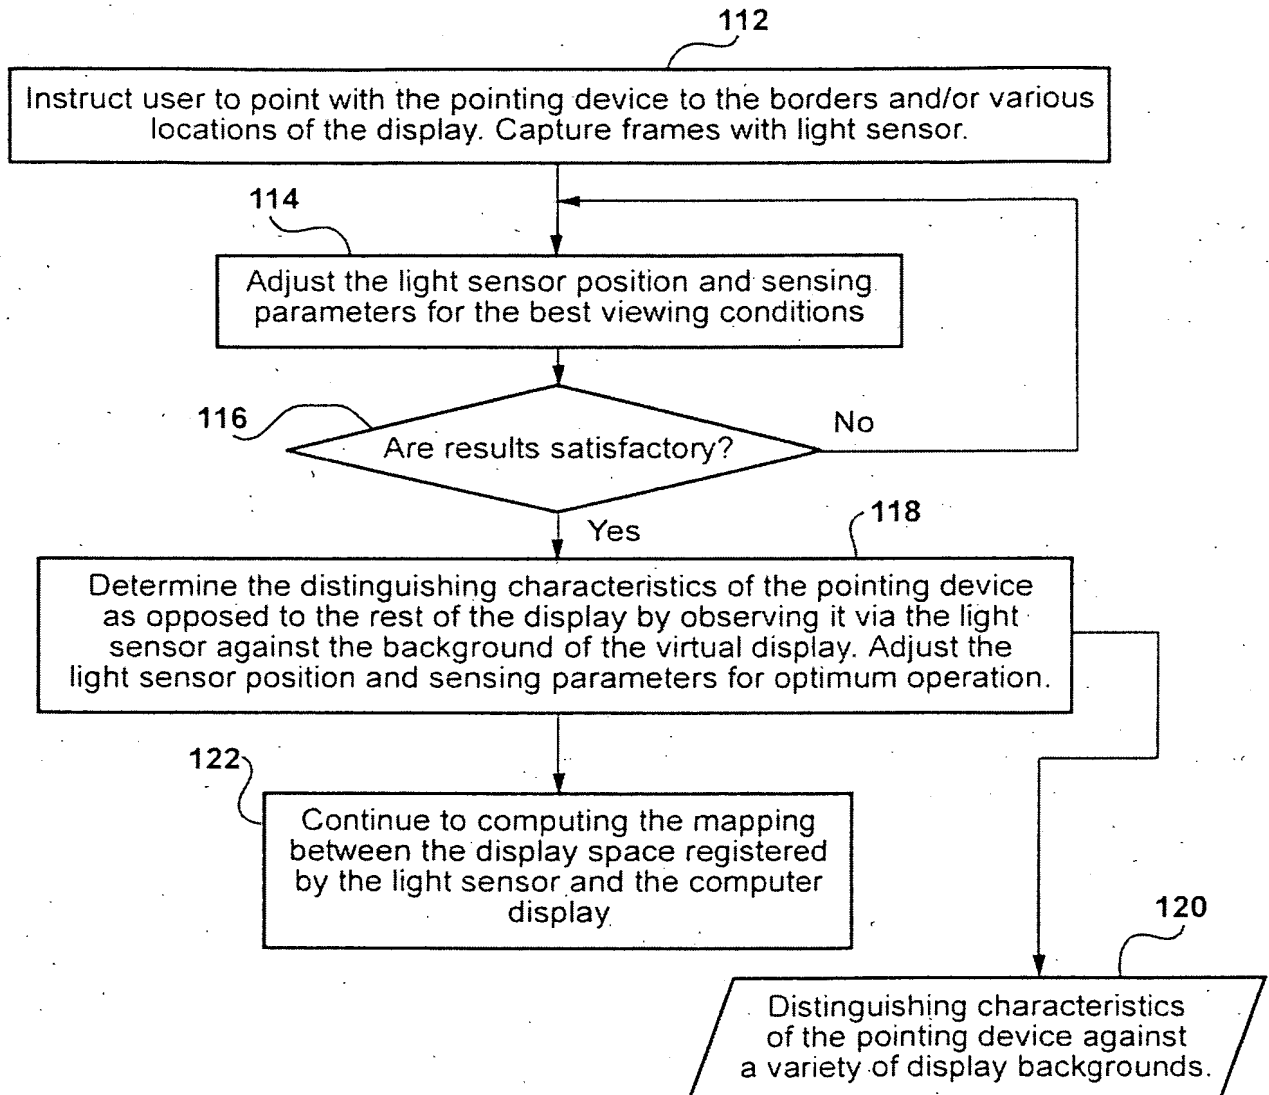 112
Instruct user to point with the pointing device to the borders and/or various
locations of the display. Capture frames with light sensor.
114
Adjust the light sensor position and sensing
parameters for the best viewing conditions
116
Are results satisfactory?
No
Yes
118
Determine the distinguishing characteristics of the pointing device
as opposed to the rest of the display by observing it via the light
sensor against the background of the virtual display. Adjust the
light sensor position and sensing parameters for optimum operation.
122
Continue to computing the mapping
between the display space registered
by the light sensor and the computer
display
120
Distinguishing characteristics
of the pointing device against
a variety of display backgrounds.